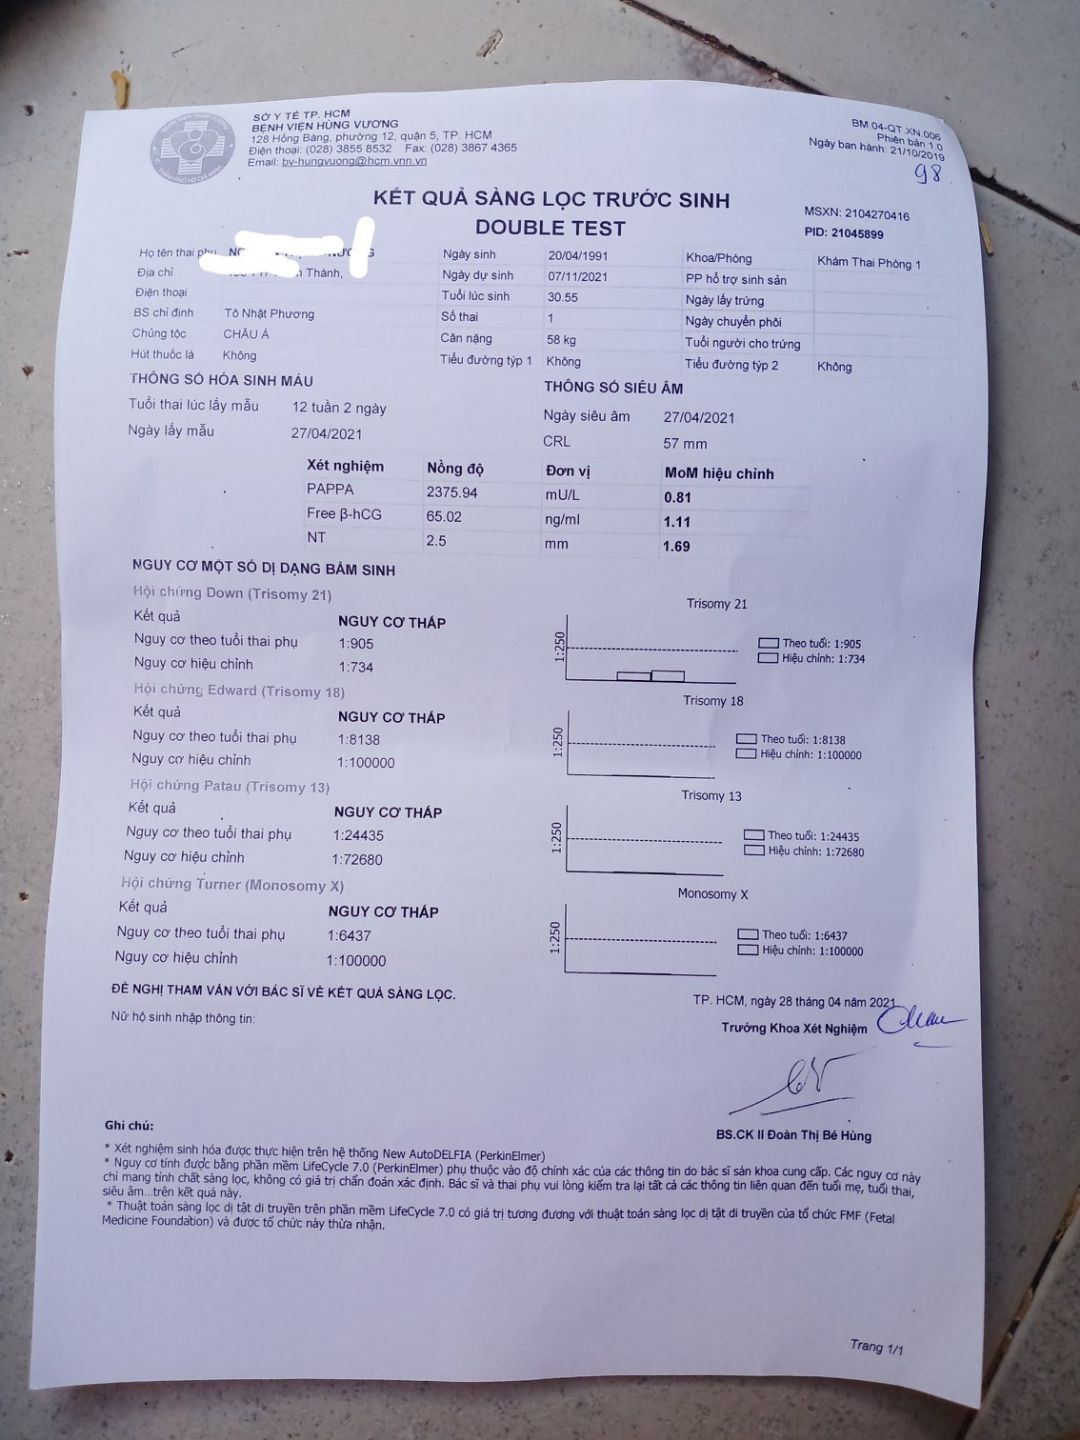 SỞ Y TẾ TP. HCM
BỆNH VIỆN HÙNG VƯƠNG
128 Hồng Bàng, phường 12, quận 5, TP. HCM
Điện thoại: (028) 3855 8532 Fax: (028) 3867 4365
Email: bv-hungvuong@hcm.vnn.vn
BM.04-QT.XN.006
Phiên bản 1.0
Ngày ban hành: 21/10/2019
98
KẾT QUẢ SÀNG LỌC TRƯỚC SINH
DOUBLE TEST
MSXN: 2104270416
PID: 21045899
Họ tên thai phụ Ngày sinh 20/04/1991 Khoa/Phòng Khám Thai Phòng 1
Địa chỉ Thành, Ngày dự sinh 07/11/2021 PP hỗ trợ sinh sản
Điện thoại Tuổi lúc sinh 30.55 Ngày lấy trứng
BS chỉ định Tô Nhật Phương Số thai 1 Ngày chuyển phôi
Chủng tộc CHÂU Á Cân nặng 58 kg Tuổi người cho trứng
Hút thuốc lá Không Tiểu đường týp 1 Không Tiểu đường týp 2 Không
THÔNG SỐ HÓA SINH MÁU THÔNG SỐ SIÊU ÂM
Tuổi thai lúc lấy mẫu 12 tuần 2 ngày Ngày siêu âm 27/04/2021
Ngày lấy mẫu 27/04/2021 CRL 57 mm
Xét nghiệm Nồng độ Đơn vị MoM hiệu chỉnh
PAPPA 2375.94 mU/L 0.81
Free β-hCG 65.02 ng/ml 1.11
NT 2.5 mm 1.69
NGUY CƠ MỘT SỐ DỊ DẠNG BẨM SINH
Hội chứng Down (Trisomy 21)
Kết quả NGUY CƠ THẤP
Nguy cơ theo tuổi thai phụ 1:905
Nguy cơ hiệu chỉnh 1:734
Trisomy 21
1:250
Theo tuổi: 1:905
Hiệu chỉnh: 1:734
Hội chứng Edward (Trisomy 18)
Kết quả NGUY CƠ THẤP
Nguy cơ theo tuổi thai phụ 1:8138
Nguy cơ hiệu chỉnh 1:100000
Trisomy 18
1:250
Theo tuổi: 1:8138
Hiệu chỉnh: 1:100000
Hội chứng Patau (Trisomy 13)
Kết quả NGUY CƠ THẤP
Nguy cơ theo tuổi thai phụ 1:24435
Nguy cơ hiệu chỉnh 1:72680
Trisomy 13
1:250
Theo tuổi: 1:24435
Hiệu chỉnh: 1:72680
Hội chứng Turner (Monosomy X)
Kết quả NGUY CƠ THẤP
Nguy cơ theo tuổi thai phụ 1:6437
Nguy cơ hiệu chỉnh 1:100000
Monosomy X
1:250
Theo tuổi: 1:6437
Hiệu chỉnh: 1:100000
ĐỀ NGHỊ THAM VẤN VỚI BÁC SĨ VỀ KẾT QUẢ SÀNG LỌC.
Nữ hộ sinh nhập thông tin:
TP. HCM, ngày 28 tháng 04 năm 2021
Trưởng Khoa Xét Nghiệm
BS.CK II Đoàn Thị Bé Hùng
Ghi chú:
* Xét nghiệm sinh hóa được thực hiện trên hệ thống New AutoDELFIA (PerkinElmer)
* Nguy cơ tính được bằng phần mềm LifeCycle 7.0 (PerkinElmer) phụ thuộc vào độ chính xác của các thông tin do bác sĩ sản khoa cung cấp. Các nguy cơ này
chỉ mang tính chất sàng lọc, không có giá trị chẩn đoán xác định. Bác sĩ và thai phụ vui lòng kiểm tra lại tất cả các thông tin liên quan đến tuổi mẹ, tuổi thai,
siêu âm...trên kết quả này.
* Thuật toán sàng lọc dị tật di truyền trên phần mềm LifeCycle 7.0 có giá trị tương đương với thuật toán sàng lọc dị tật di truyền của tổ chức FMF (Fetal
Medicine Foundation) và được tổ chức này thừa nhận.
Trang 1/1